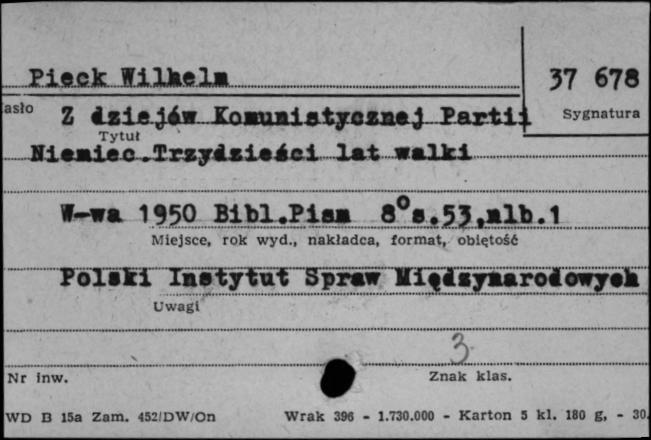 Pieck Wilhelm
37 678
asło
Sygnatura
Z dziejów Komunistycznej Partii
Tytuł
Niemiec.Trzydzieści lat walki
W-wa 1950 Bibl.Pism 8° s.53,nlb.1
Miejsce, rok wyd., nakładca, format, objętość
Polski Instytut Spraw Międzynarodowych
Uwagi
3
Nr inw.
Znak klas.
WD B 15a Zam. 452/DW/On Wrak 396 - 1.730.000 - Karton 5 kl. 180 g, - 30.